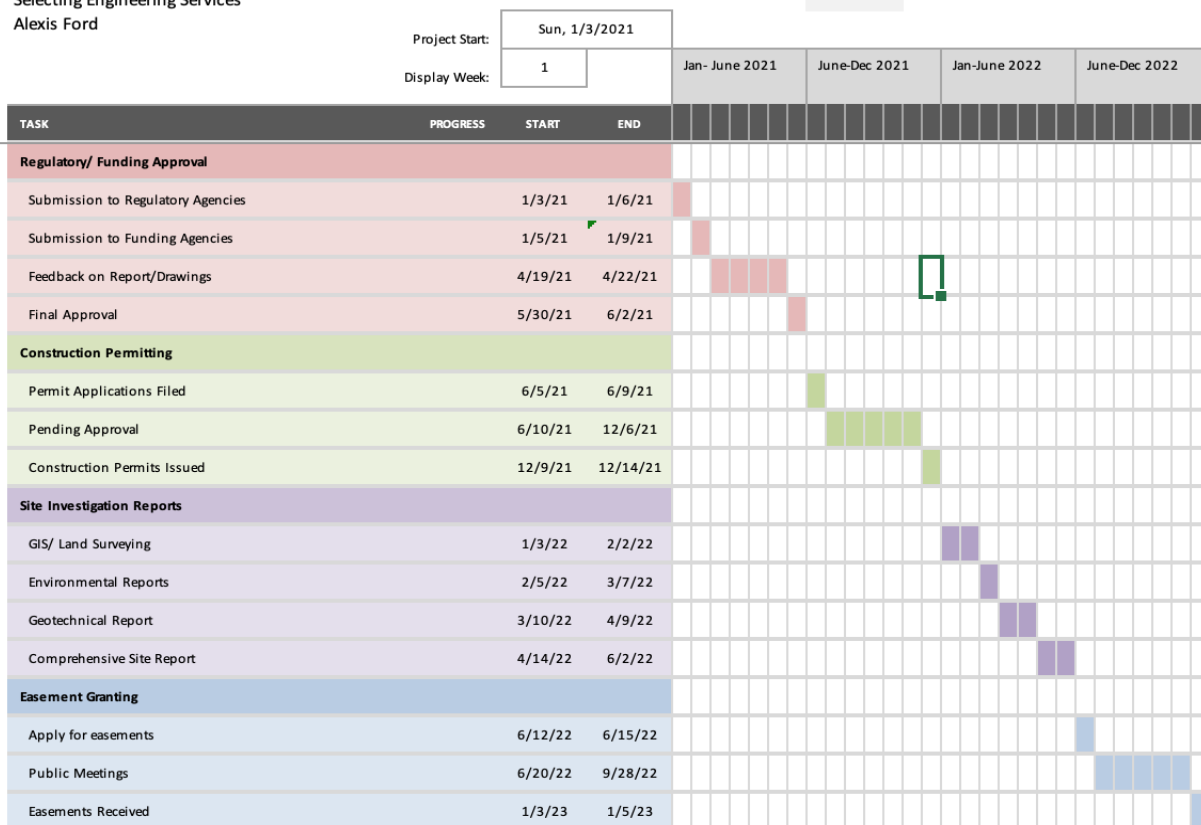 Selecting Engineering Services
Alexis Ford
Project Start: Sun, 1/3/2021
Display Week: 1
Jan- June 2021 June-Dec 2021 Jan-June 2022 June-Dec 2022
TASK PROGRESS START END
Regulatory/ Funding Approval
Submission to Regulatory Agencies 1/3/21 1/6/21
Submission to Funding Agencies 1/5/21 1/9/21
Feedback on Report/Drawings 4/19/21 4/22/21
Final Approval 5/30/21 6/2/21
Construction Permitting
Permit Applications Filed 6/5/21 6/9/21
Pending Approval 6/10/21 12/6/21
Construction Permits Issued 12/9/21 12/14/21
Site Investigation Reports
GIS/ Land Surveying 1/3/22 2/2/22
Environmental Reports 2/5/22 3/7/22
Geotechnical Report 3/10/22 4/9/22
Comprehensive Site Report 4/14/22 6/2/22
Easement Granting
Apply for easements 6/12/22 6/15/22
Public Meetings 6/20/22 9/28/22
Easements Received 1/3/23 1/5/23